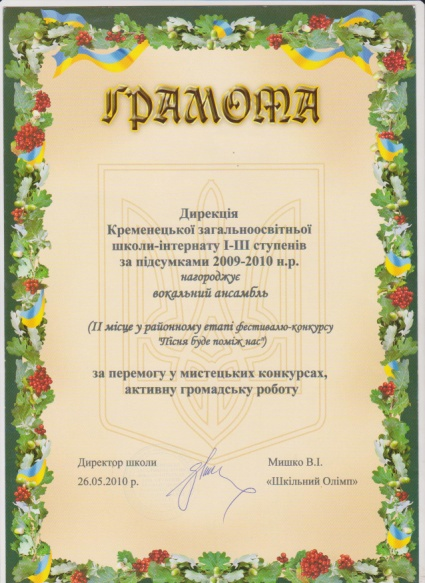 ГРАМОТА
Дирекція
Кременецької загальноосвітньої
школи-інтернату І-ІІІ ступенів
за підсумками 2009-2010 н.р.
нагороджує
вокальний ансамбль
(ІІ місце у районному етапі фестивалю-конкурсу
"Пісня буде поміж нас")
за перемогу у мистецьких конкурсах,
активну громадську роботу
Директор школи Мишко В.І.
26.05.2010 р. «Шкільний Олімп»